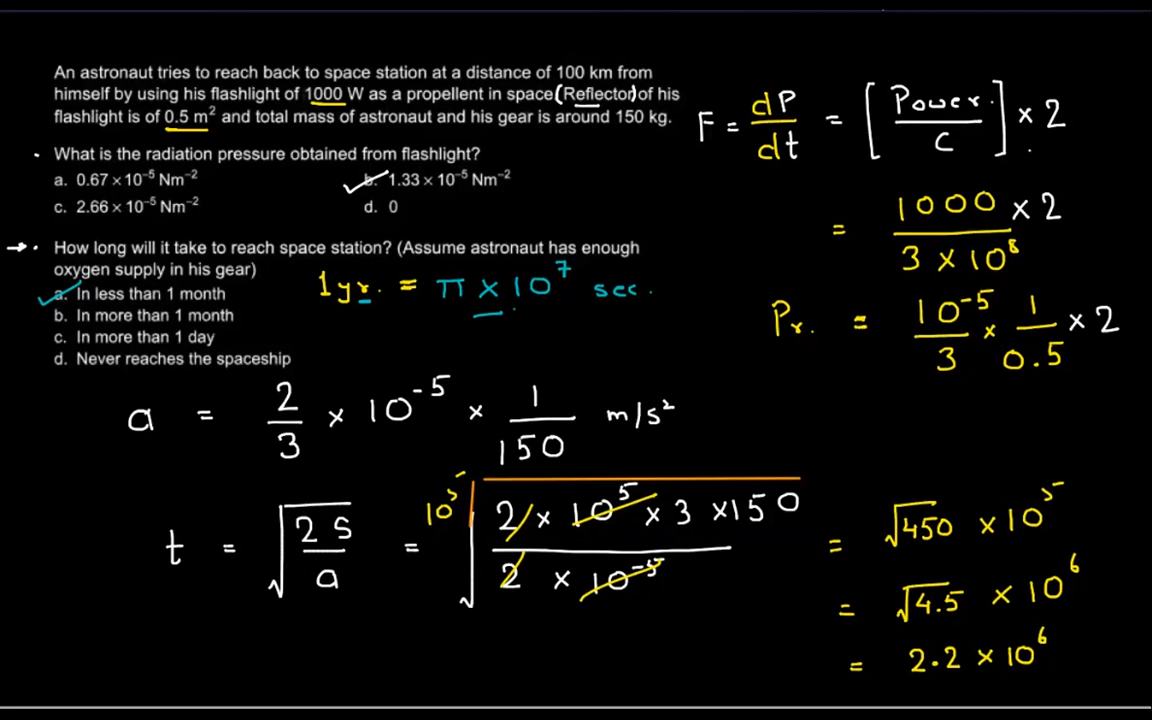 An astronaut tries to reach back to space station at a distance of 100 km from
himself by using his flashlight of 1000 W as a propellent in space(Reflector)of his
flashlight is of 0.5 m² and total mass of astronaut and his gear is around 150 kg.
· What is the radiation pressure obtained from flashlight?
a. 0.67 × 10⁻⁵ Nm⁻² b. 1.33 × 10⁻⁵ Nm⁻²
c. 2.66 × 10⁻⁵ Nm⁻² d. 0
· How long will it take to reach space station? (Assume astronaut has enough
oxygen supply in his gear)
a. In less than 1 month
b. In more than 1 month
c. In more than 1 day
d. Never reaches the spaceship
1yr. = π × 10⁷ sec.
F = dP/dt = [Power/C] × 2
= 1000/3 × 10⁸ × 2
Pr. = 10⁻⁵/3 × 1/0.5 × 2
a = 2/3 × 10⁻⁵ × 1/150 m/s²
t = √2S/a = 10⁵ √2 × 10⁵ × 3 × 150/2 × 10⁻⁵
= √450 × 10⁵
= √4.5 × 10⁶
= 2.2 × 10⁶